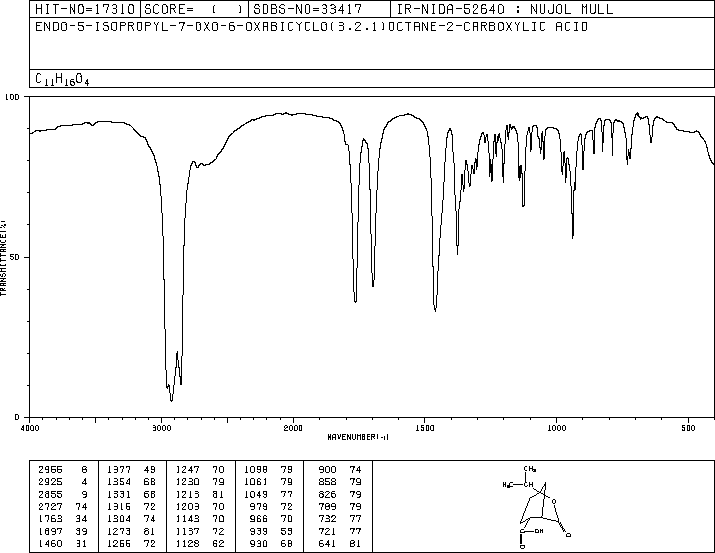 HIT-NO=17310 SCORE= ( ) SDBS-NO=33417 IR-NIDA-52640 : NUJOL MULL
ENDO-5-ISOPROPYL-7-OXO-6-OXABICYCLO(3.2.1)OCTANE-2-CARBOXYLIC ACID
C11H16O4
100
50
0
TRANSMITTANCE(%)
4000 3000 2000 1500 1000 500
WAVENUMBER(-1)
2966 6 1377 49 1247 70 1098 79 900 74
2925 4 1354 68 1230 79 1061 79 858 79
2855 9 1331 68 1213 81 1049 77 826 79
2727 74 1316 72 1203 70 979 72 789 79
1763 34 1304 74 1143 70 966 70 732 77
1697 39 1273 81 1137 72 939 53 721 77
1460 31 1266 72 1128 62 930 68 641 81
CH3
H3C CH
O
C OH
O O